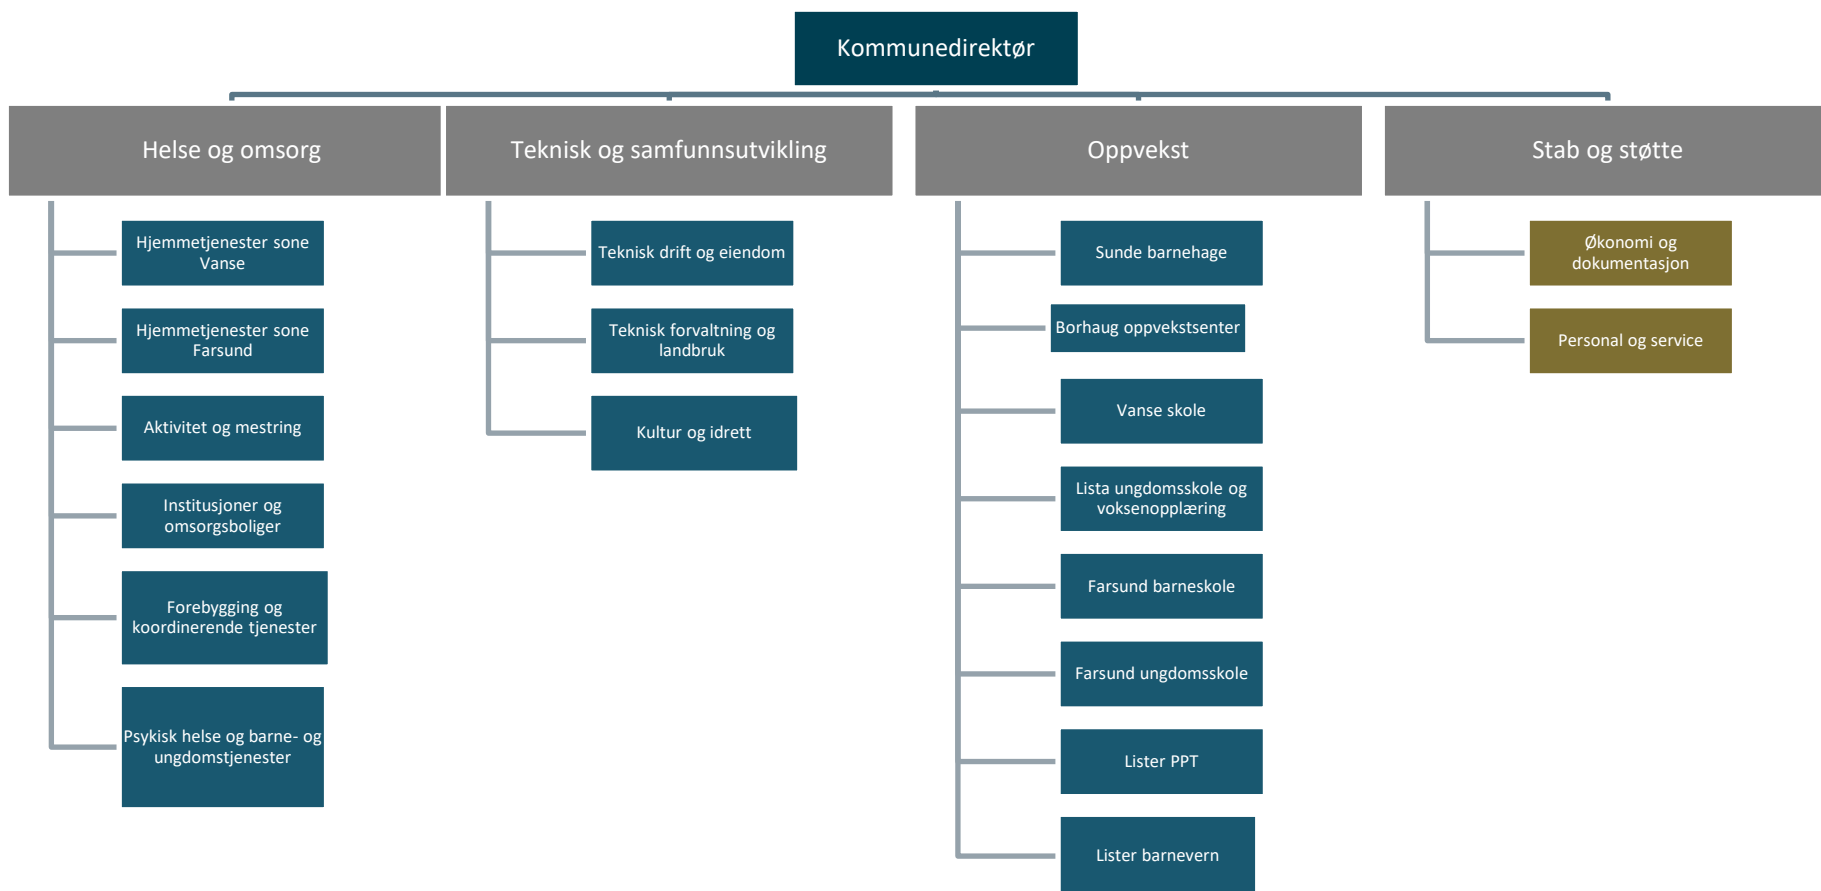 Kommunedirektør
Helse og omsorg
Teknisk og samfunnsutvikling
Oppvekst
Stab og støtte
Hjemmetjenester sone
Vanse
Hjemmetjenester sone
Farsund
Aktivitet og mestring
Institusjoner og
omsorgsboliger
Forebygging og
koordinerende tjenester
Psykisk helse og barne- og
ungdomstjenester
Teknisk drift og eiendom
Teknisk forvaltning og
landbruk
Kultur og idrett
Sunde barnehage
Borhaug oppvekstsenter
Vanse skole
Lista ungdomsskole og
voksenopplæring
Farsund barneskole
Farsund ungdomsskole
Lister PPT
Lister barnevern
Økonomi og
dokumentasjon
Personal og service